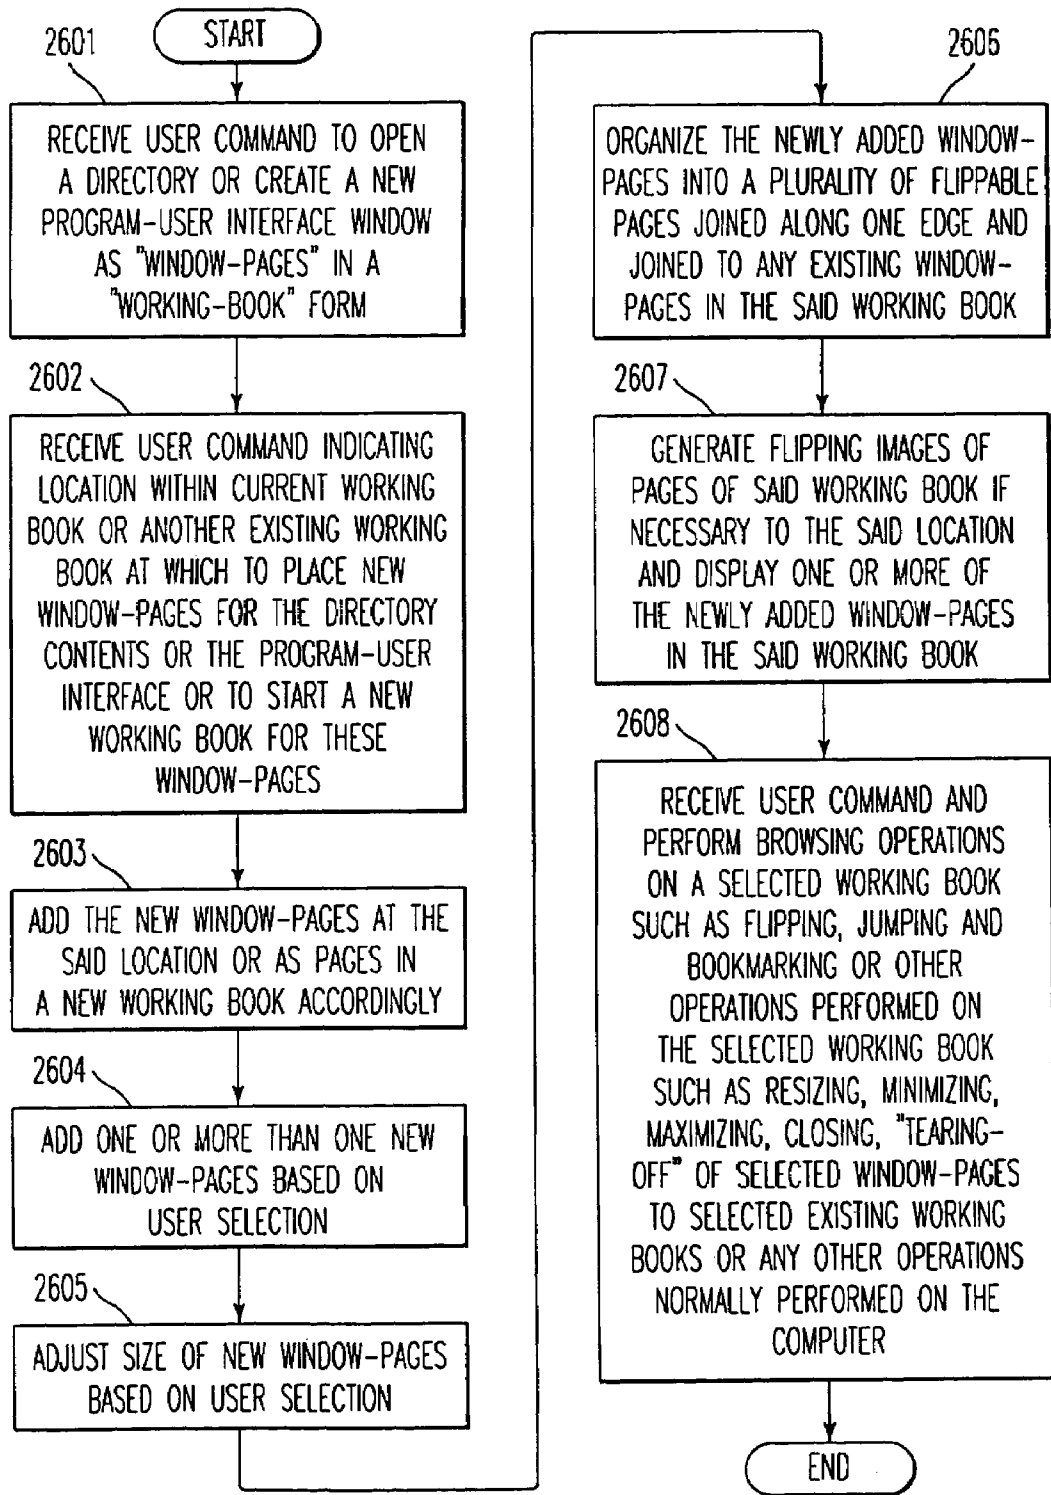 START
2601
RECEIVE USER COMMAND TO OPEN
A DIRECTORY OR CREATE A NEW
PROGRAM-USER INTERFACE WINDOW
AS "WINDOW-PAGES" IN A
"WORKING-BOOK" FORM
2602
RECEIVE USER COMMAND INDICATING
LOCATION WITHIN CURRENT WORKING
BOOK OR ANOTHER EXISTING WORKING
BOOK AT WHICH TO PLACE NEW
WINDOW-PAGES FOR THE DIRECTORY
CONTENTS OR THE PROGRAM-USER
INTERFACE OR TO START A NEW
WORKING BOOK FOR THESE
WINDOW-PAGES
2603
ADD THE NEW WINDOW-PAGES AT THE
SAID LOCATION OR AS PAGES IN
A NEW WORKING BOOK ACCORDINGLY
2604
ADD ONE OR MORE THAN ONE NEW
WINDOW-PAGES BASED ON
USER SELECTION
2605
ADJUST SIZE OF NEW WINDOW-PAGES
BASED ON USER SELECTION
2606
ORGANIZE THE NEWLY ADDED WINDOW-
PAGES INTO A PLURALITY OF FLIPPABLE
PAGES JOINED ALONG ONE EDGE AND
JOINED TO ANY EXISTING WINDOW-
PAGES IN THE SAID WORKING BOOK
2607
GENERATE FLIPPING IMAGES OF
PAGES OF SAID WORKING BOOK IF
NECESSARY TO THE SAID LOCATION
AND DISPLAY ONE OR MORE OF
THE NEWLY ADDED WINDOW-PAGES
IN THE SAID WORKING BOOK
2608
RECEIVE USER COMMAND AND
PERFORM BROWSING OPERATIONS
ON A SELECTED WORKING BOOK
SUCH AS FLIPPING, JUMPING AND
BOOKMARKING OR OTHER
OPERATIONS PERFORMED ON
THE SELECTED WORKING BOOK
SUCH AS RESIZING, MINIMIZING,
MAXIMIZING, CLOSING, "TEARING-
OFF" OF SELECTED WINDOW-PAGES
TO SELECTED EXISTING WORKING
BOOKS OR ANY OTHER OPERATIONS
NORMALLY PERFORMED ON THE
COMPUTER
END